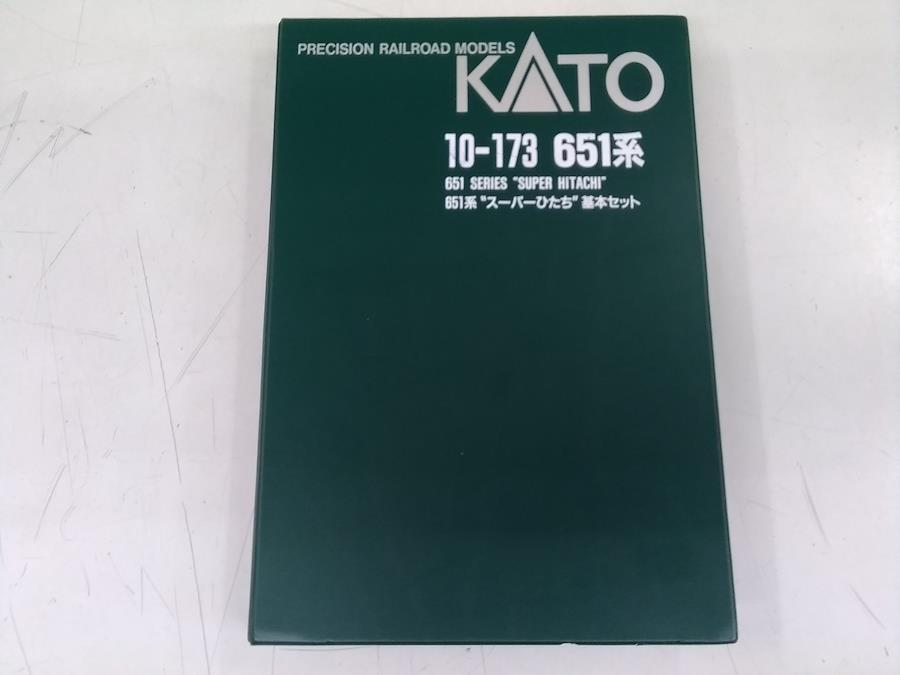 PRECISION RAILROAD MODELS
KATO
10-173 651系
651 SERIES "SUPER HITACHI"
651系 "スーパーひたち" 基本セット